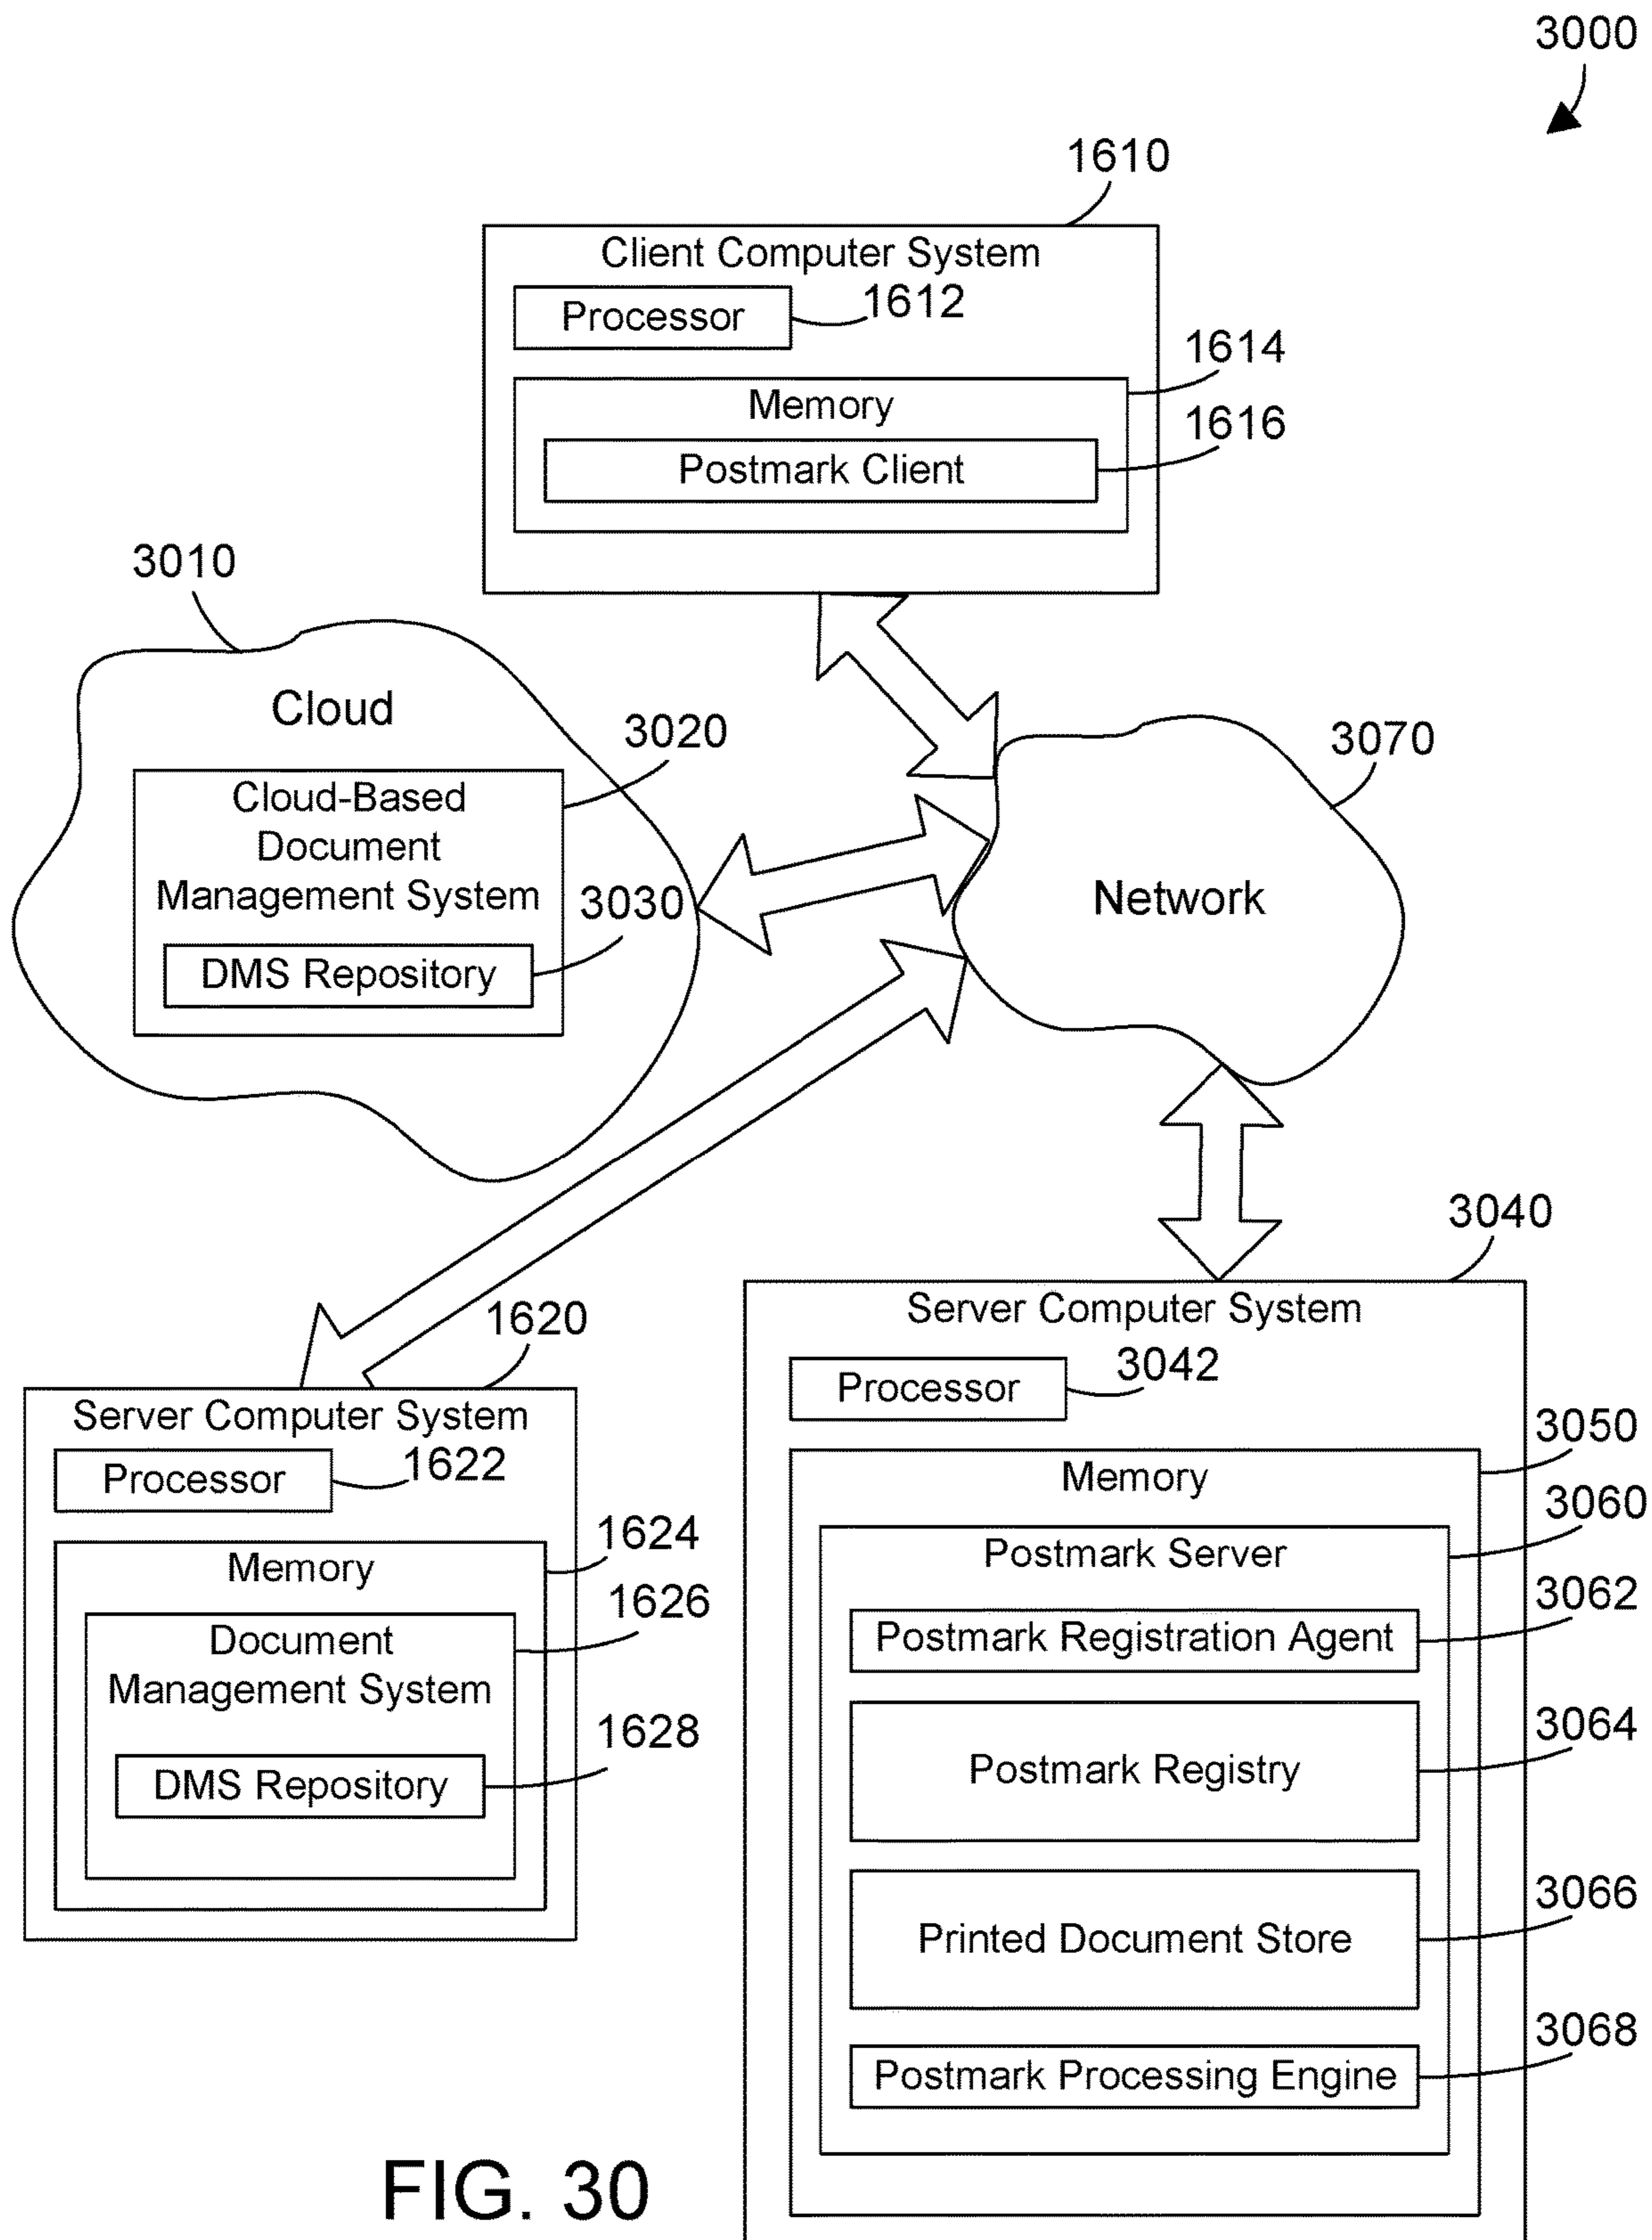 3000
1610
Client Computer System
Processor
1612
1614
Memory
1616
Postmark Client
3010
Cloud
3020
3070
Cloud-Based
Document
Management System
3030
Network
DMS Repository
3040
Server Computer System
1620
Processor
3042
Server Computer System
3050
Processor
1622
Memory
3060
1624
Postmark Server
Memory
3062
1626
Postmark Registration Agent
Document
Management System
3064
1628
Postmark Registry
DMS Repository
3066
Printed Document Store
3068
Postmark Processing Engine
FIG. 30